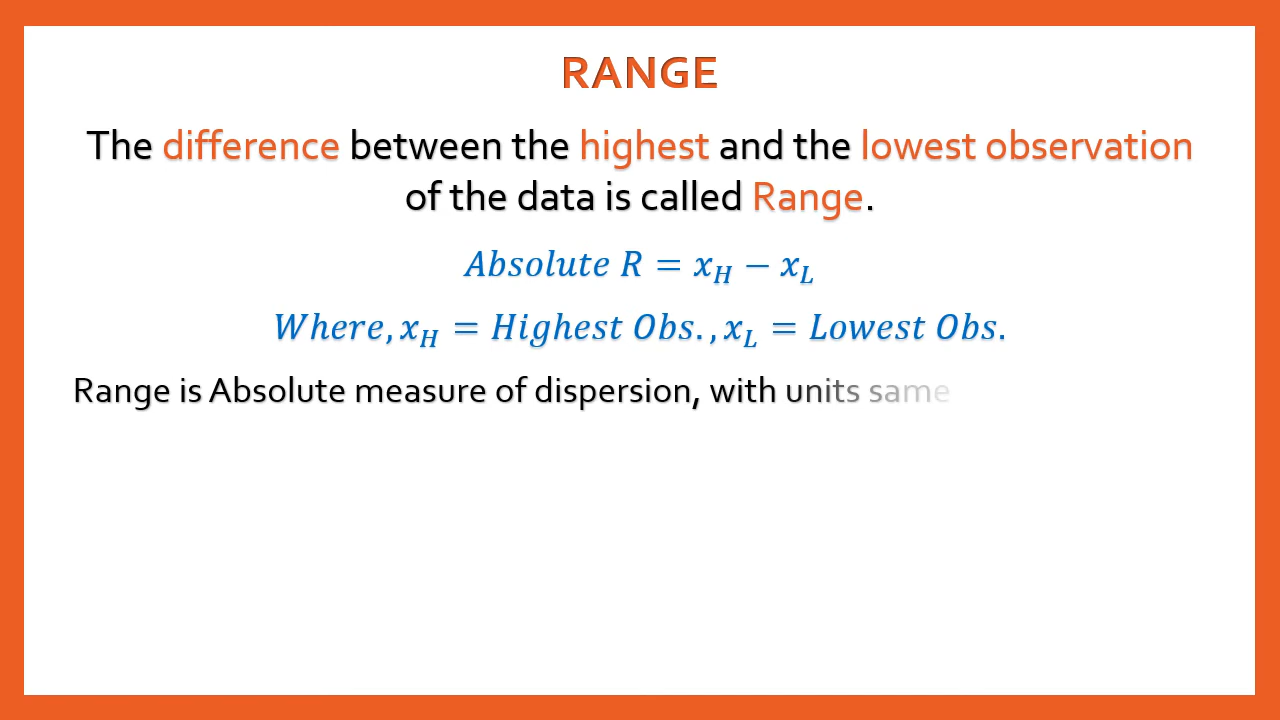 RANGE
The difference between the highest and the lowest observation
of the data is called Range.
Absolute R = x_H − x_L
Where, x_H = Highest Obs., x_L = Lowest Obs.
Range is Absolute measure of dispersion, with units same